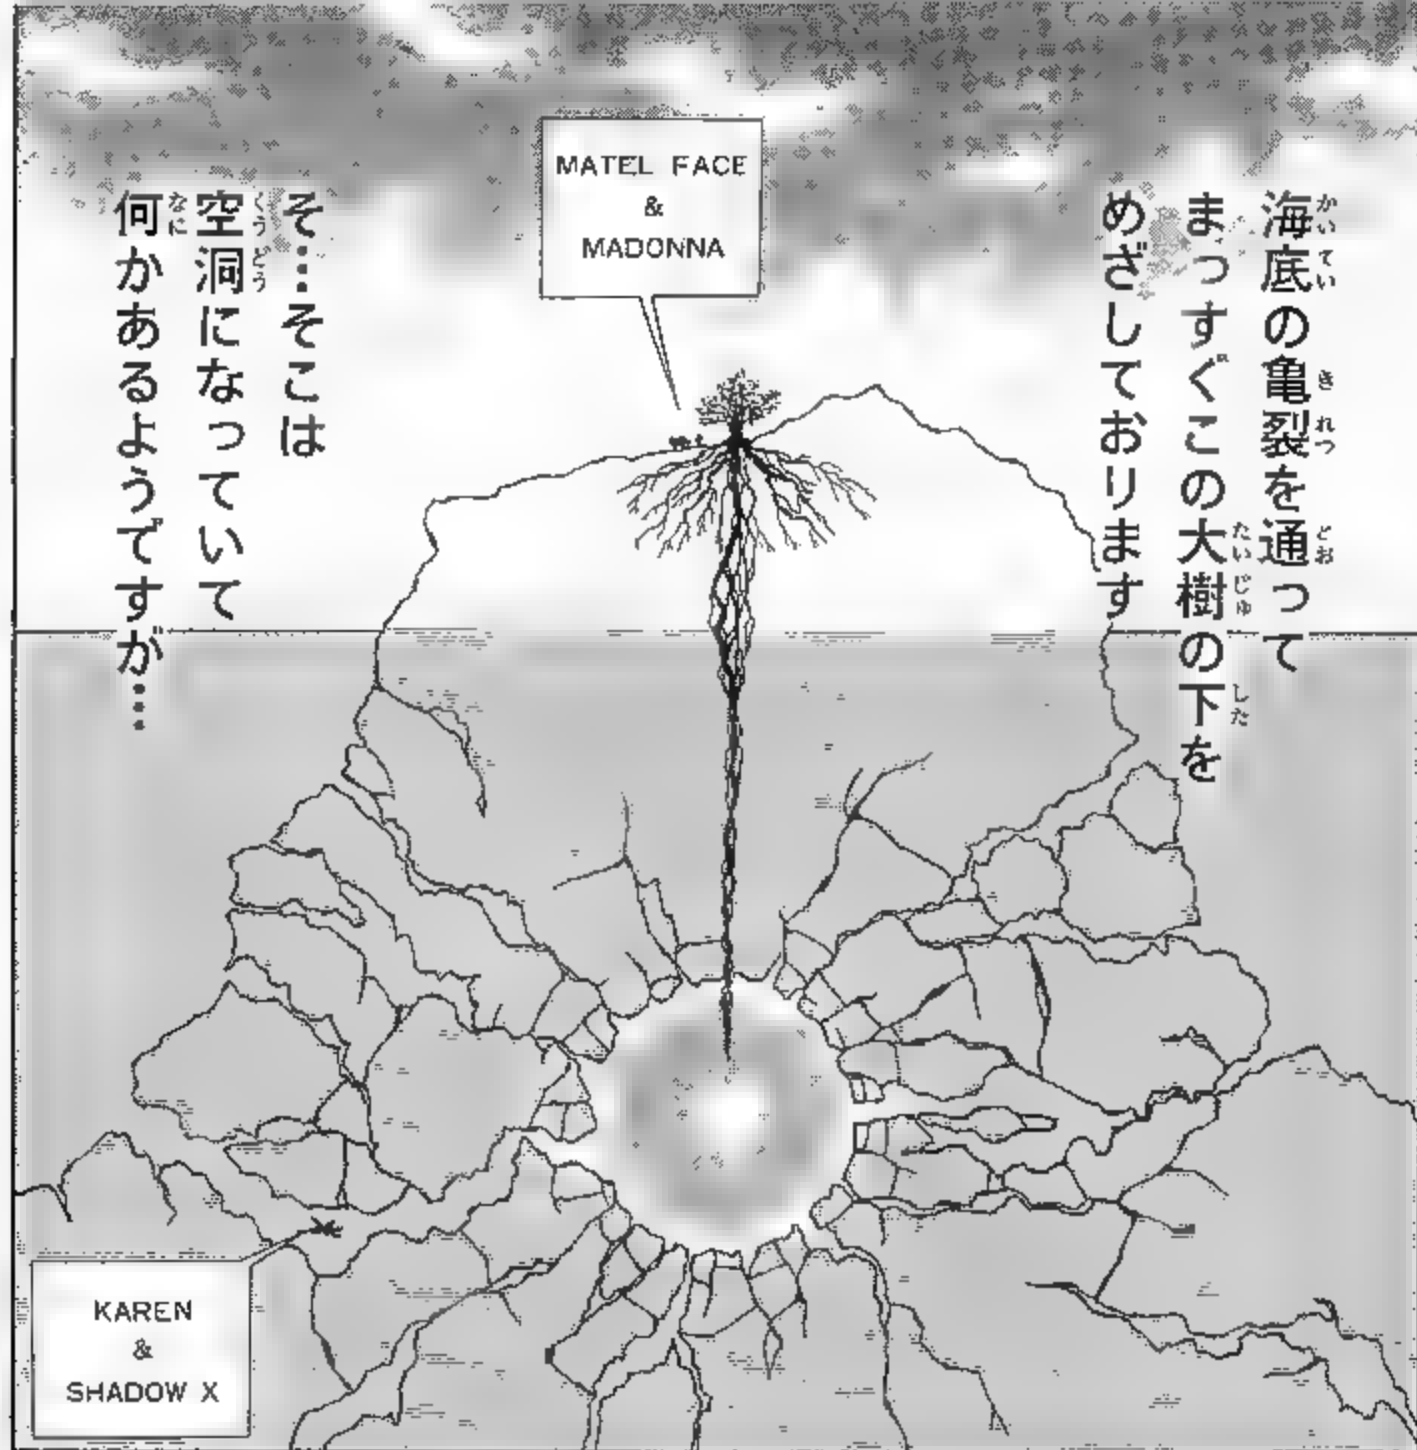 海底の亀裂を通って
まっすぐこの大樹の下を
めざしております
MATEL FACE
&
MADONNA
そ…そこは
空洞になっていて
何かあるようですが…
KAREN
&
SHADOW X